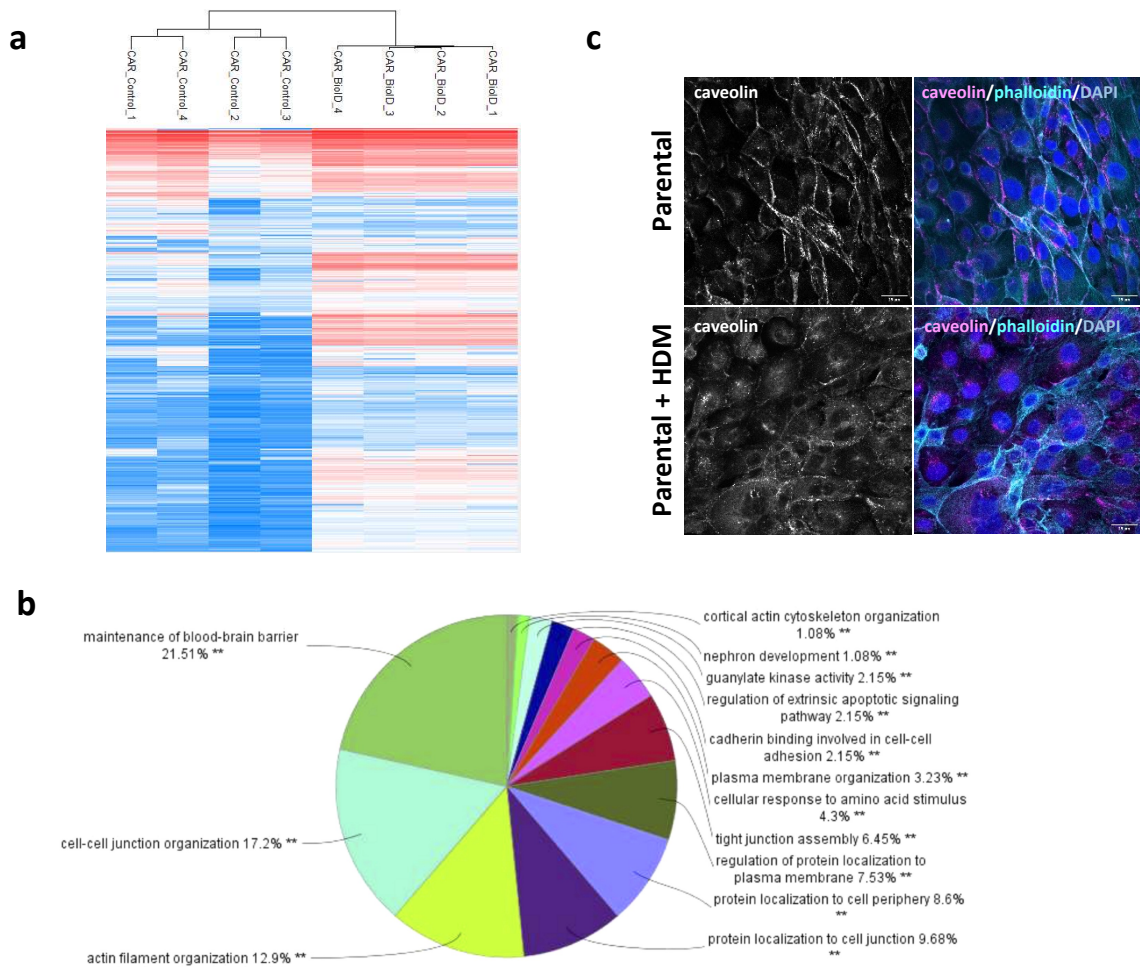 a
CAR_Control_1
CAR_Control_4
CAR_Control_2
CAR_Control_3
CAR_BioID_4
CAR_BioID_3
CAR_BioID_2
CAR_BioID_1
c
Parental
caveolin
caveolin/phalloidin/DAPI
Parental + HDM
caveolin
caveolin/phalloidin/DAPI
b
maintenance of blood-brain barrier
21.51% **
cell-cell junction organization 17.2% **
actin filament organization 12.9% **
cortical actin cytoskeleton organization
1.08% **
nephron development 1.08% **
guanylate kinase activity 2.15% **
regulation of extrinsic apoptotic signaling
pathway 2.15% **
cadherin binding involved in cell-cell
adhesion 2.15% **
plasma membrane organization 3.23% **
cellular response to amino acid stimulus
4.3% **
tight junction assembly 6.45% **
regulation of protein localization to
plasma membrane 7.53% **
protein localization to cell periphery 8.6%
**
protein localization to cell junction 9.68%
**